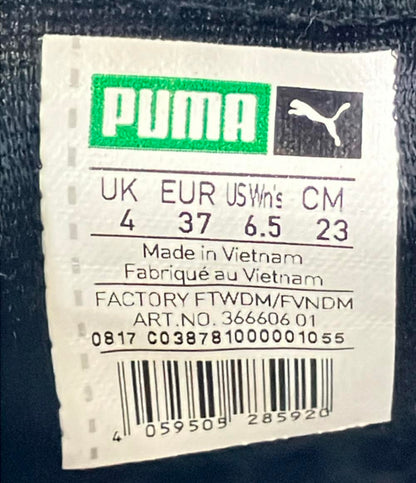 PUMA
UK EUR US Wn's CM
4 37 6.5 23
Made in Vietnam
Fabriqué au Vietnam
FACTORY FTWDM/FVNDM
ART.NO. 366606 01
0817 C038781000001055
4 059505 285920